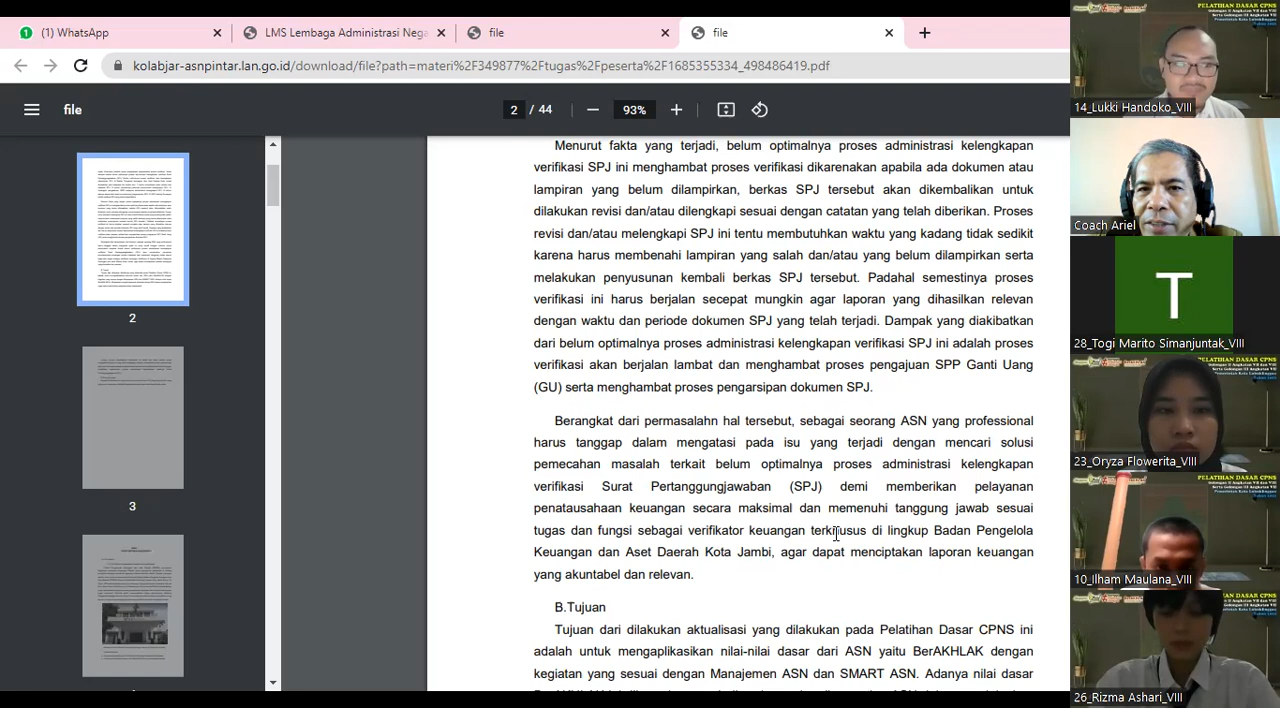 (1) WhatsApp
LMS Lembaga Administrasi Nega
file
file
kolabjar-asnpintar.lan.go.id/download/file?path=materi%2F349877%2Ftugas%2Fpeserta%2F1685355334_498486419.pdf
file
2 / 44
93%
2
3
Menurut fakta yang terjadi, belum optimalnya proses administrasi kelengkapan
verifikasi SPJ ini menghambat proses verifikasi dikarenakan apabila ada dokumen atau
lampiran yang belum dilampirkan, berkas SPJ tersebut akan dikembalikan untuk
dilakukan revisi dan/atau dilengkapi sesuai dengan catatan yang telah diberikan. Proses
revisi dan/atau melengkapi SPJ ini tentu membutuhkan waktu yang kadang tidak sedikit
karena harus membenahi lampiran yang salah dan/atau yang belum dilampirkan serta
melakukan penyusunan kembali berkas SPJ tersebut. Padahal semestinya proses
verifikasi ini harus berjalan secepat mungkin agar laporan yang dihasilkan relevan
dengan waktu dan periode dokumen SPJ yang telah terjadi. Dampak yang diakibatkan
dari belum optimalnya proses administrasi kelengkapan verifikasi SPJ ini adalah proses
verifikasi akan berjalan lambat dan menghambat proses pengajuan SPP Ganti Uang
(GU) serta menghambat proses pengarsipan dokumen SPJ.
Berangkat dari permasalahn hal tersebut, sebagai seorang ASN yang professional
harus tanggap dalam mengatasi pada isu yang terjadi dengan mencari solusi
pemecahan masalah terkait belum optimalnya proses administrasi kelengkapan
verifikasi Surat Pertanggungjawaban (SPJ) demi memberikan pelayanan
penatausahaan keuangan secara maksimal dan memenuhi tanggung jawab sesuai
tugas dan fungsi sebagai verifikator keuangan terkhusus di lingkup Badan Pengelola
Keuangan dan Aset Daerah Kota Jambi, agar dapat menciptakan laporan keuangan
yang akuntabel dan relevan.
B.Tujuan
Tujuan dari dilakukan aktualisasi yang dilakukan pada Pelatihan Dasar CPNS ini
adalah untuk mengaplikasikan nilai-nilai dasar dari ASN yaitu BerAKHLAK dengan
kegiatan yang sesuai dengan Manajemen ASN dan SMART ASN. Adanya nilai dasar
PELATIHAN DASAR CPNS
14_Lukki Handoko_VIII
Coach Ariel
T
28_Togi Marito Simanjuntak_VIII
PELATIHAN DASAR CPNS
23_Oryza Flowerita_VIII
PELATIHAN DASAR CPNS
10_Ilham Maulana_VIII
26_Rizma Ashari_VIII